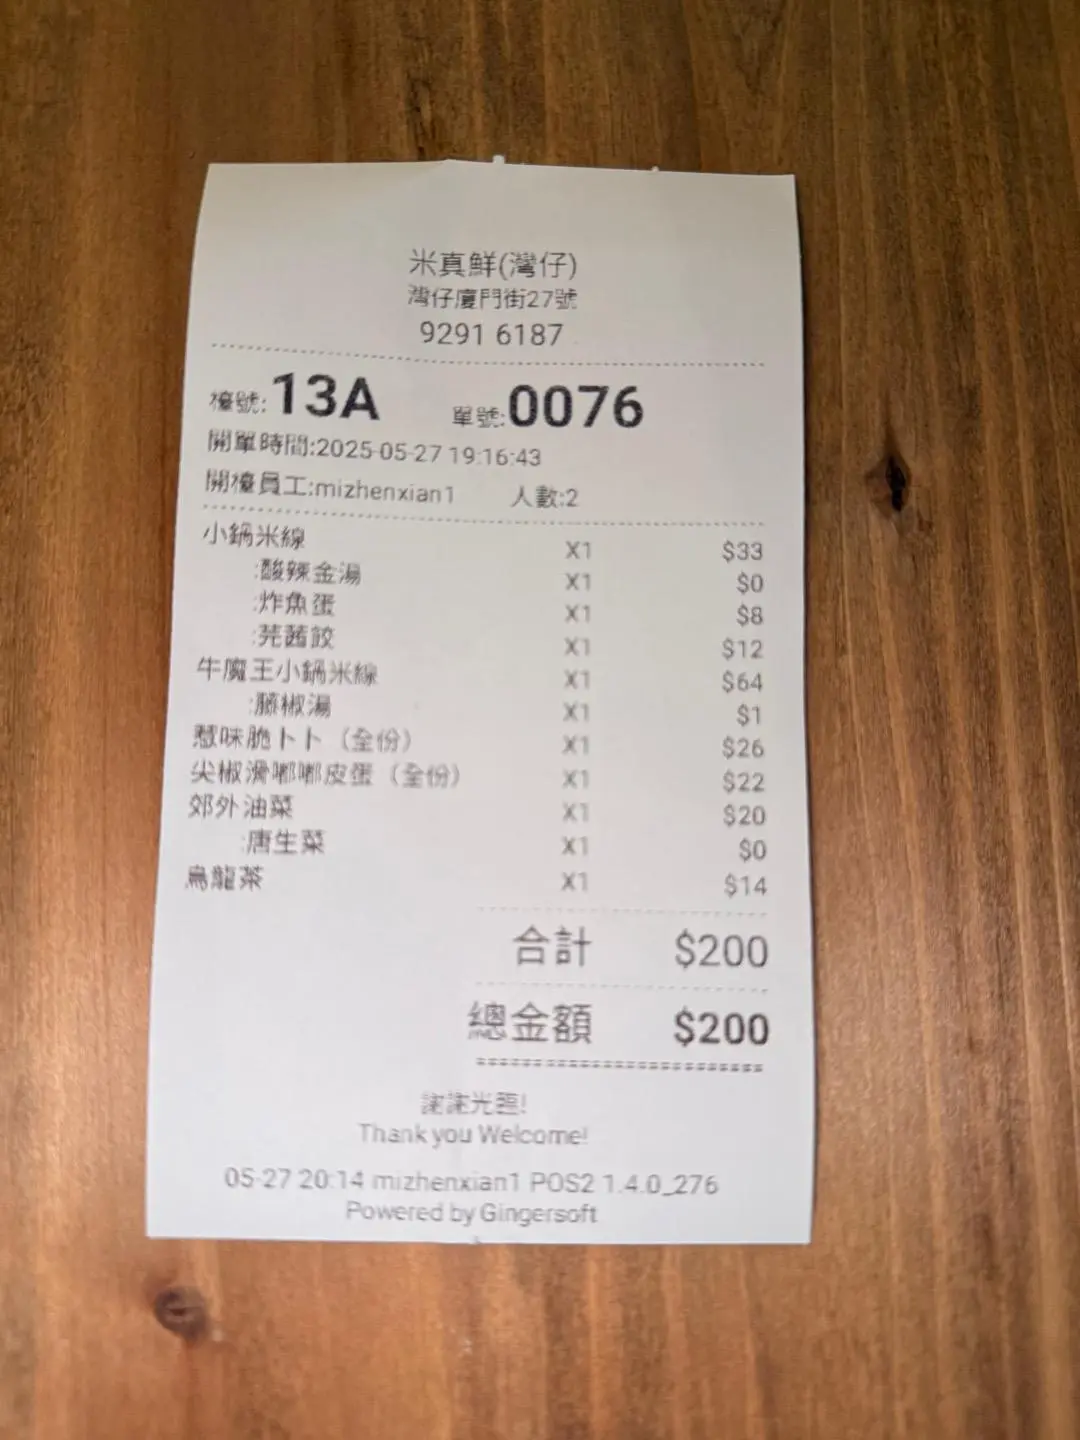 米真鮮(灣仔)
灣仔廈門街27號
9291 6187
檯號:13A 單號:0076
開單時間:2025-05-27 19:16:43
開檯員工:mizhenxian1 人數:2
小鍋米線 X1 $33
:酸辣金湯 X1 $0
:炸魚蛋 X1 $8
:芫茜餃 X1 $12
牛魔王小鍋米線 X1 $64
:藤椒湯 X1 $1
惹味脆卜卜（全份） X1 $26
尖椒滑嘟嘟皮蛋（全份） X1 $22
郊外油菜 X1 $20
:唐生菜 X1 $0
烏龍茶 X1 $14
合計 $200
總金額 $200
謝謝光臨!
Thank you Welcome!
05-27 20:14 mizhenxian1 POS2 1.4.0_276
Powered by Gingersoft